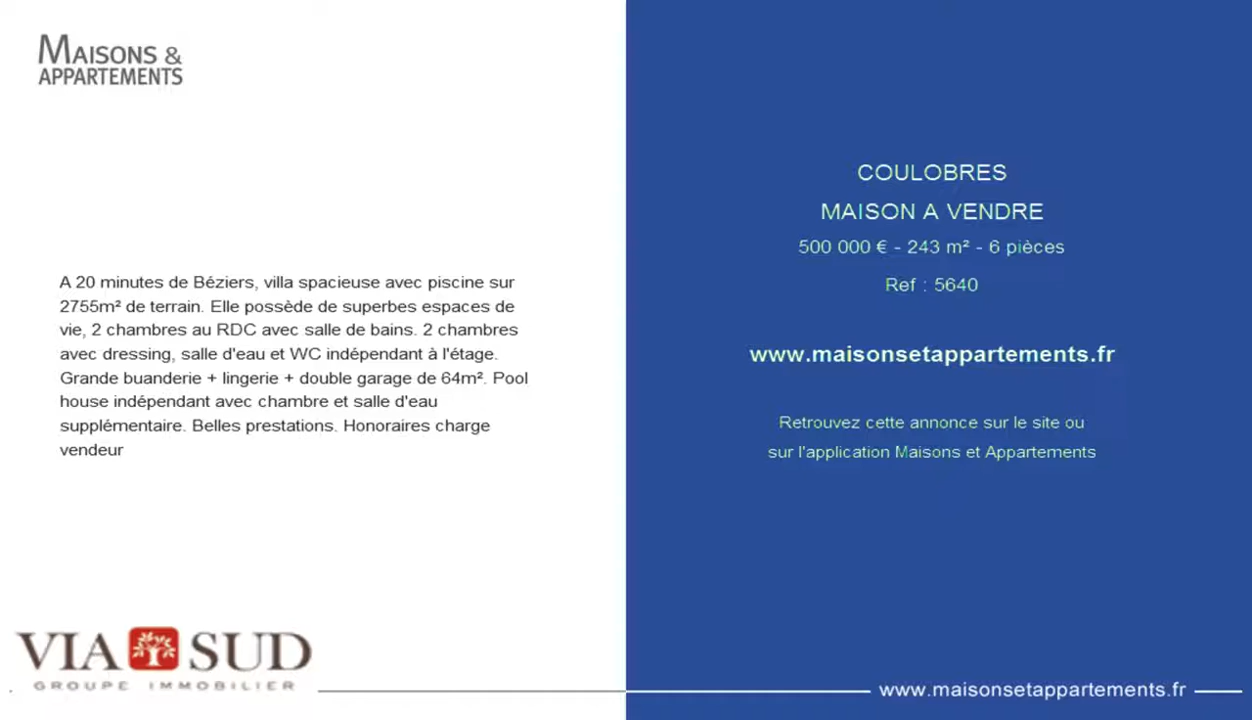 MAISONS &
APPARTEMENTS
A 20 minutes de Béziers, villa spacieuse avec piscine sur
2755m² de terrain. Elle possède de superbes espaces de
vie, 2 chambres au RDC avec salle de bains. 2 chambres
avec dressing, salle d'eau et WC indépendant à l'étage.
Grande buanderie + lingerie + double garage de 64m². Pool
house indépendant avec chambre et salle d'eau
supplémentaire. Belles prestations. Honoraires charge
vendeur
VIA SUD
GROUPE IMMOBILIER
COULOBRES
MAISON A VENDRE
500 000 € - 243 m² - 6 pièces
Ref : 5640
www.maisonsetappartements.fr
Retrouvez cette annonce sur le site ou
sur l'application Maisons et Appartements
www.maisonsetappartements.fr